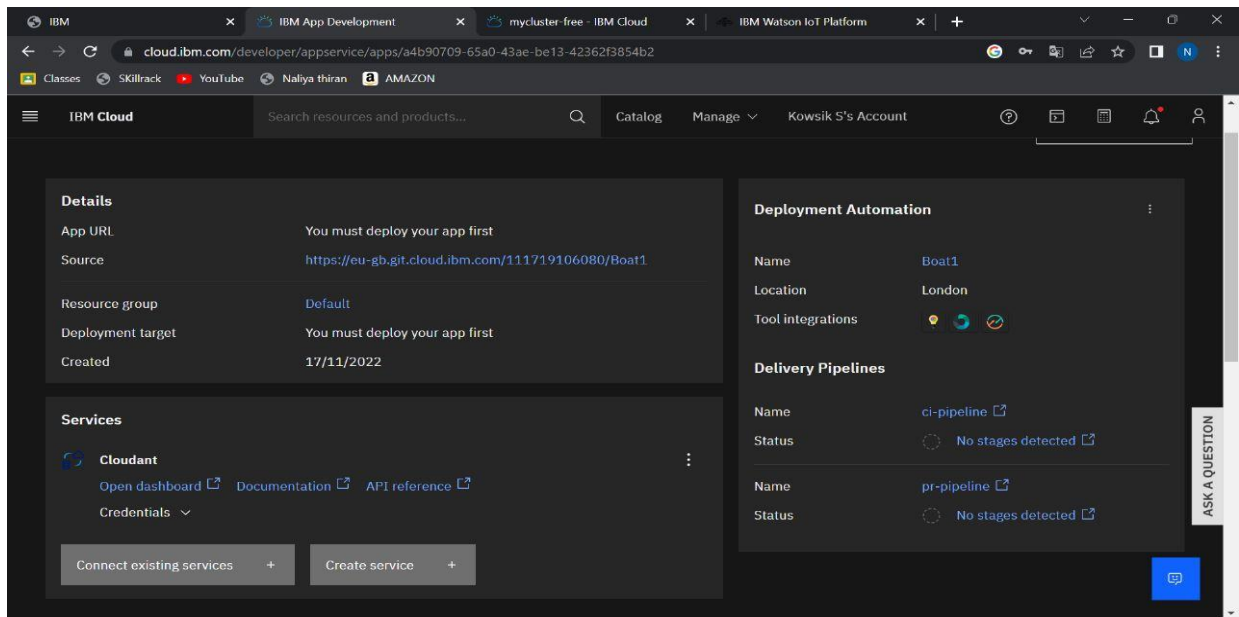 IBM
IBM App Development
mycluster-free - IBM Cloud
IBM Watson IoT Platform
cloud.ibm.com/developer/appservice/apps/a4b90709-65a0-43ae-be13-42362f3854b2
N
Classes
SKillrack
YouTube
Naliya thiran
a
AMAZON
IBM Cloud
Search resources and products...
Catalog
Manage
Kowsik S's Account
Details
App URL
You must deploy your app first
Source
https://eu-gb.git.cloud.ibm.com/111719106080/Boat1
Resource group
Default
Deployment target
You must deploy your app first
Created
17/11/2022
Services
Cloudant
Open dashboard
Documentation
API reference
Credentials
Connect existing services +
Create service +
Deployment Automation
Name
Boat1
Location
London
Tool integrations
Delivery Pipelines
Name
ci-pipeline
Status
No stages detected
Name
pr-pipeline
Status
No stages detected
ASK A QUESTION